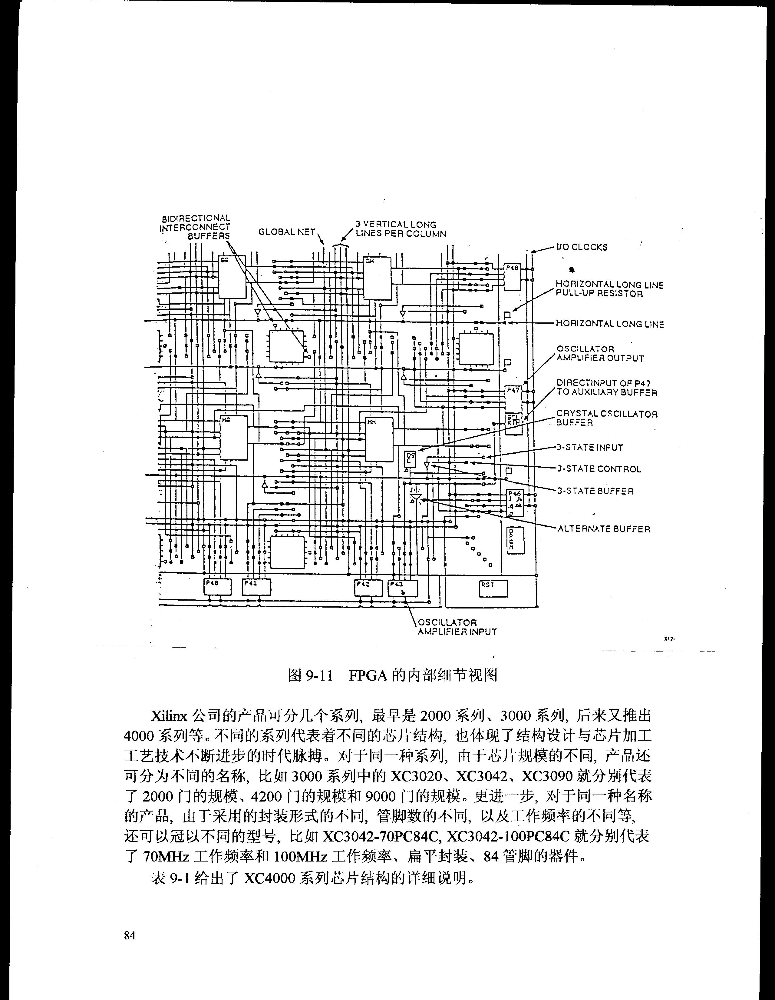 BIDIRECTIONAL
INTERCONNECT
BUFFERS
GLOBAL NET
3 VERTICAL LONG
LINES PER COLUMN
I/O CLOCKS
GG
GH
P48
HORIZONTAL LONG LINE
PULL-UP RESISTOR
HORIZONTAL LONG LINE
OSCILLATOR
AMPLIFIER OUTPUT
P47
DIRECT INPUT OF P47
TO AUXILIARY BUFFER
CRYSTAL OSCILLATOR
BUFFER
HG
HH
OSC
3-STATE INPUT
3-STATE CONTROL
3-STATE BUFFER
P46
ALTERNATE BUFFER
DPGM
P40
P41
P42
P43
RST
OSCILLATOR
AMPLIFIER INPUT
图 9-11 FPGA 的内部细节视图
Xilinx 公司的产品可分几个系列, 最早是 2000 系列、3000 系列, 后来又推出
4000 系列等。不同的系列代表着不同的芯片结构, 也体现了结构设计与芯片加工
工艺技术不断进步的时代脉搏。对于同一种系列, 由于芯片规模的不同, 产品还
可分为不同的名称, 比如 3000 系列中的 XC3020、XC3042、XC3090 就分别代表
了 2000 门的规模、4200 门的规模和 9000 门的规模。更进一步, 对于同一种名称
的产品, 由于采用的封装形式的不同, 管脚数的不同, 以及工作频率的不同等,
还可以冠以不同的型号, 比如 XC3042-70PC84C, XC3042-100PC84C 就分别代表
了 70MHz 工作频率和 100MHz 工作频率、扁平封装、84 管脚的器件。
表 9-1 给出了 XC4000 系列芯片结构的详细说明。
84